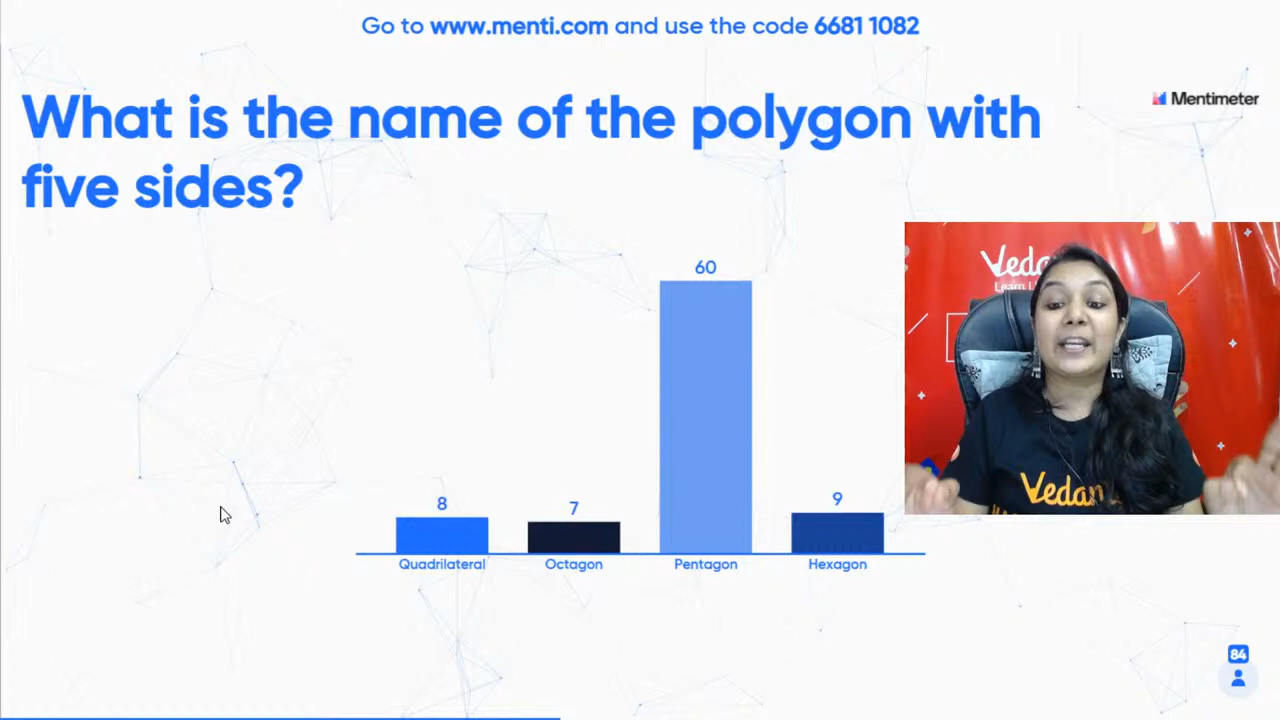 Go to www.menti.com and use the code 6681 1082
What is the name of the polygon with
five sides?
Mentimeter
60
8
7
9
Quadrilateral
Octagon
Pentagon
Hexagon
84